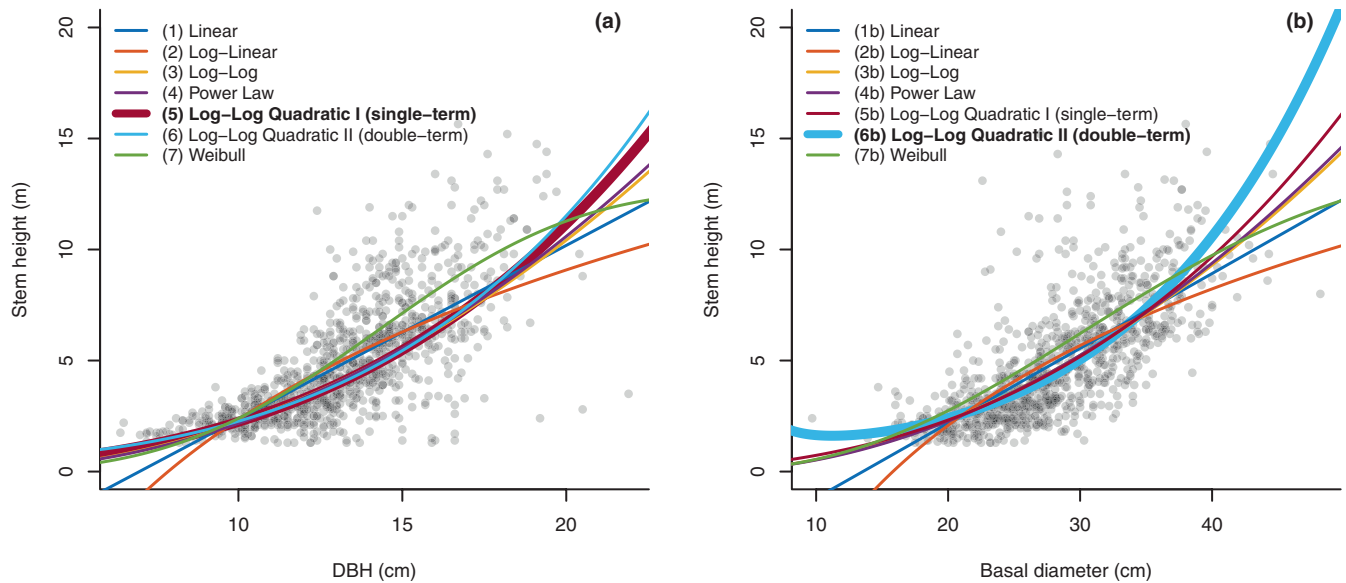 (a)
(1) Linear
(2) Log–Linear
(3) Log–Log
(4) Power Law
(5) Log–Log Quadratic I (single–term)
(6) Log–Log Quadratic II (double–term)
(7) Weibull
Stem height (m)
20
15
10
5
0
10 15 20
DBH (cm)
(b)
(1b) Linear
(2b) Log–Linear
(3b) Log–Log
(4b) Power Law
(5b) Log–Log Quadratic I (single–term)
(6b) Log–Log Quadratic II (double–term)
(7b) Weibull
Stem height (m)
20
15
10
5
0
10 20 30 40
Basal diameter (cm)